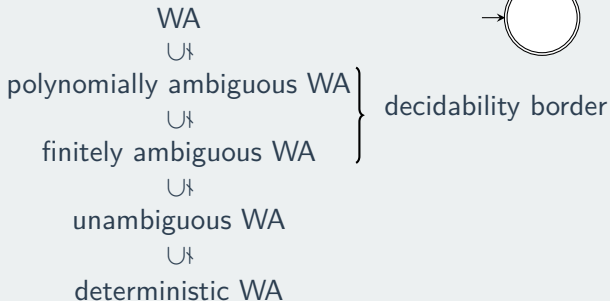 WA
∪∤
polynomially ambiguous WA
∪∤
finitely ambiguous WA
∪∤
unambiguous WA
∪∤
deterministic WA
decidability border